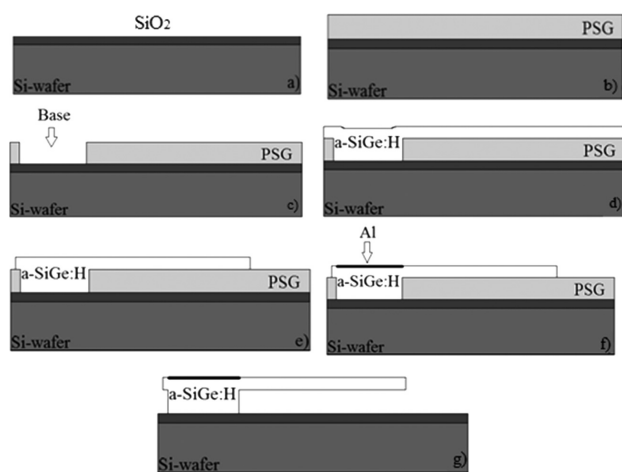 SiO2
Si-wafer a)
PSG
Si-wafer b)
Base
PSG
Si-wafer c)
a-SiGe:H PSG
Si-wafer d)
a-SiGe:H PSG
Si-wafer e)
Al
a-SiGe:H PSG
Si-wafer f)
a-SiGe:H
Si-wafer g)